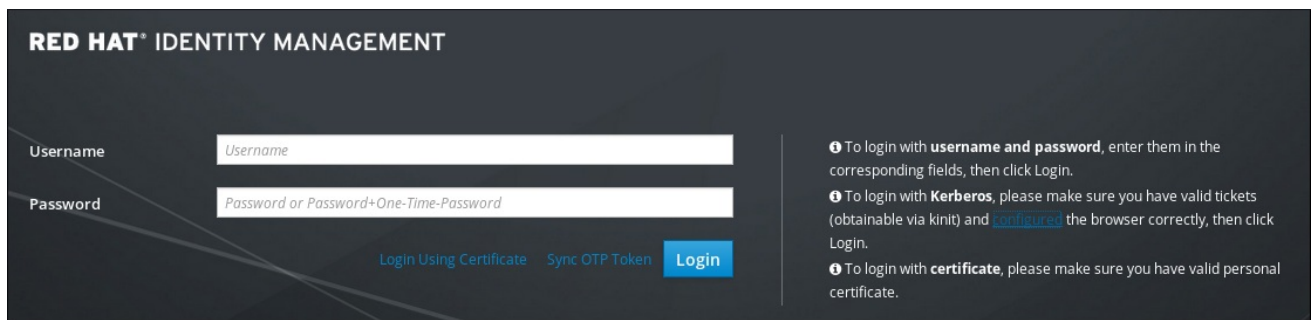 RED HAT® IDENTITY MANAGEMENT
Username
Username
Password
Password or Password+One-Time-Password
Login Using Certificate Sync OTP Token Login
To login with username and password, enter them in the
corresponding fields, then click Login.
To login with Kerberos, please make sure you have valid tickets
(obtainable via kinit) and configured the browser correctly, then click
Login.
To login with certificate, please make sure you have valid personal
certificate.